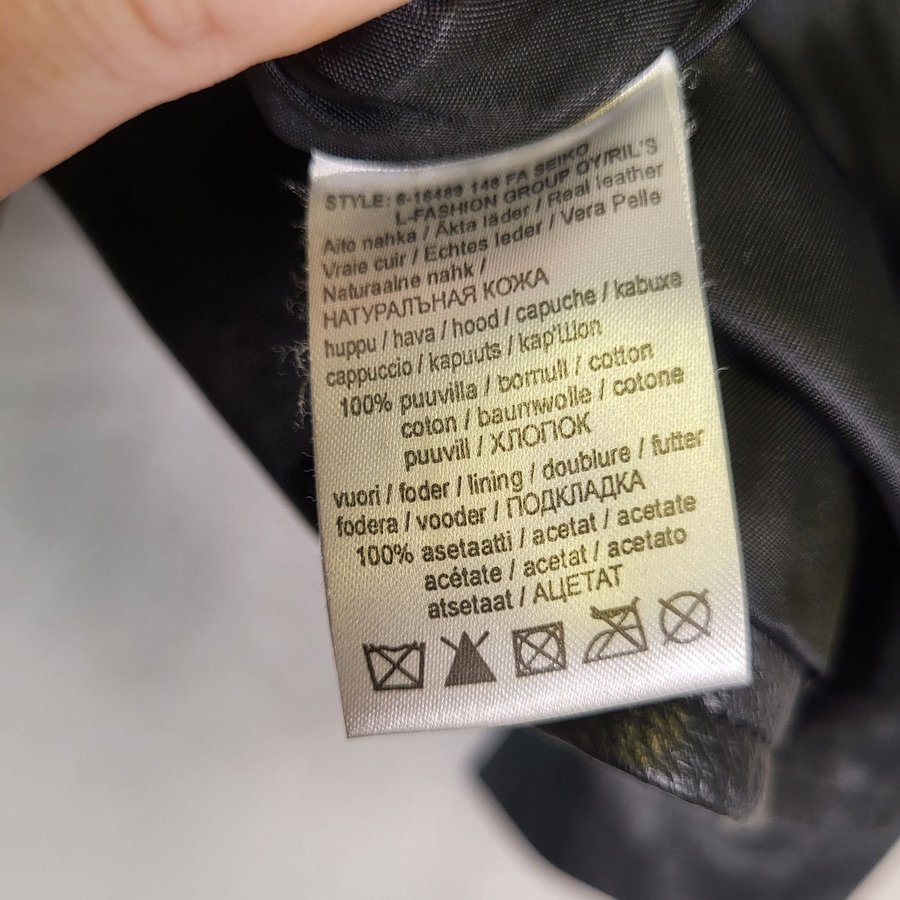 STYLE: 6-16489 148 FA SEIKO
L-FASHION GROUP OY/RIL'S
Aito nahka / Äkta läder / Real leather
Vraie cuir / Echtes leder / Vera Pelle
Naturaalne nahk /
НАТУРАЛЪНАЯ КОЖА
huppu / hava / hood / capuche / kabuxe
cappuccio / kapuuts / kap'Шon
100% puuvilla / bomull / cotton
coton / baumwolle / cotone
puuvill / ХЛОПОК
vuori / foder / lining / doublure / futter
fodera / vooder / ПОДКЛАДКА
100% asetaatti / acetat / acetate
acétate / acetat / acetato
atsetaat / АЦЕТАТ